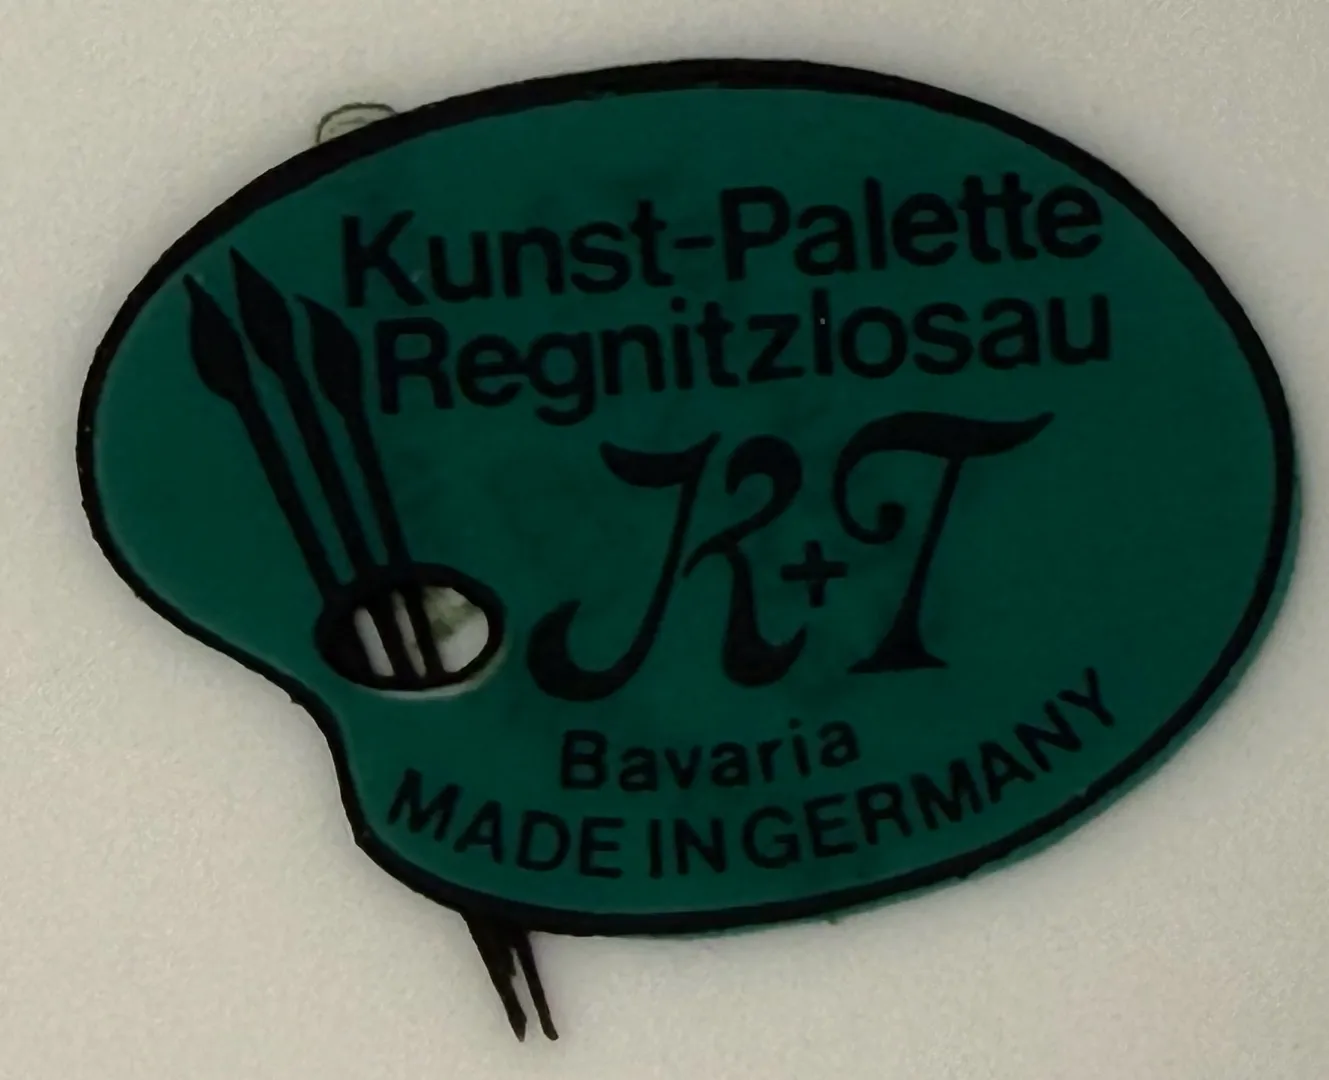 Kunst-Palette
Regnitzlosau
K+T
Bavaria
MADE IN GERMANY